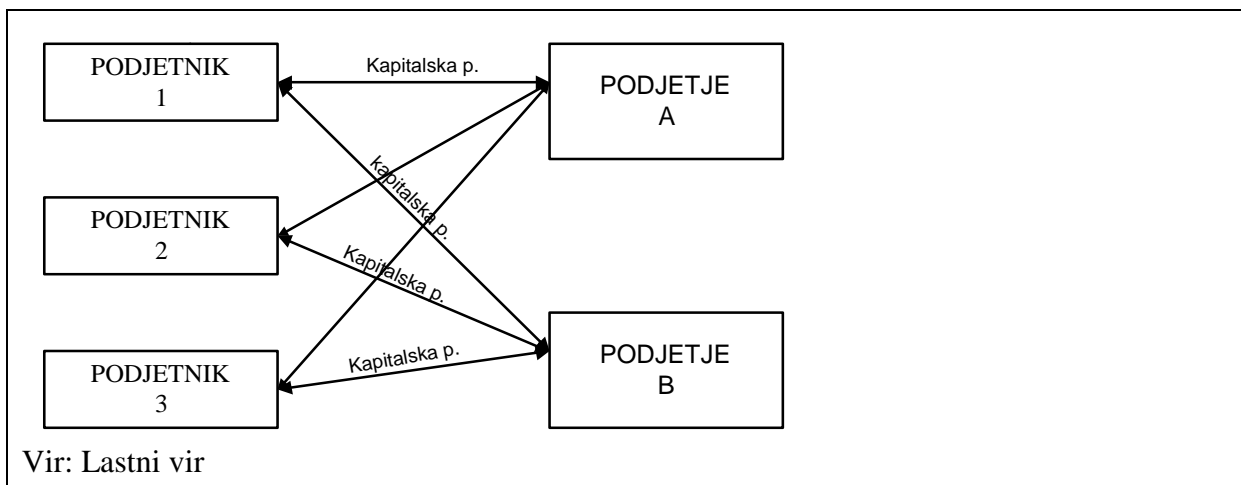 PODJETNIK
1
Kapitalska p.
PODJETJE
A
kapitalska p.
PODJETNIK
2
Kapitalska p.
PODJETNIK
3
Kapitalska p.
PODJETJE
B
Vir: Lastni vir